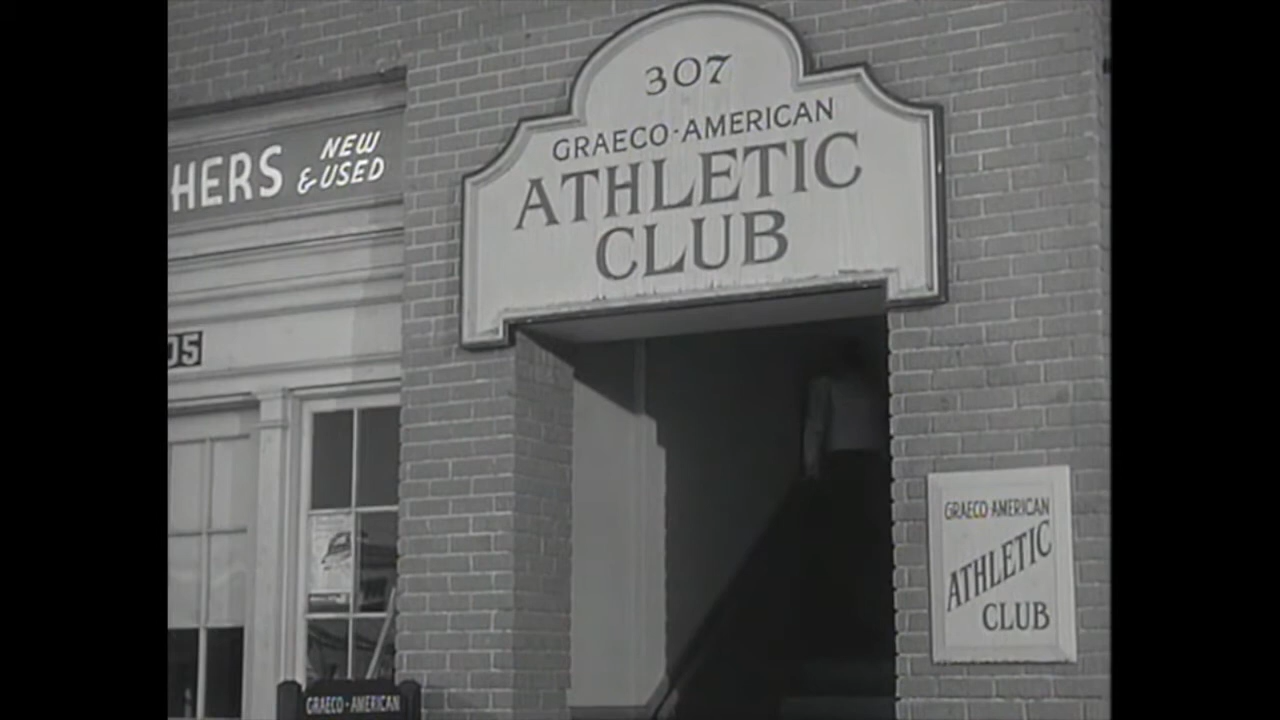 307
GRAECO-AMERICAN
ATHLETIC
CLUB
HERS NEW
& USED
05
GRAECO-AMERICAN
ATHLETIC
CLUB
GRAECO-AMERICAN